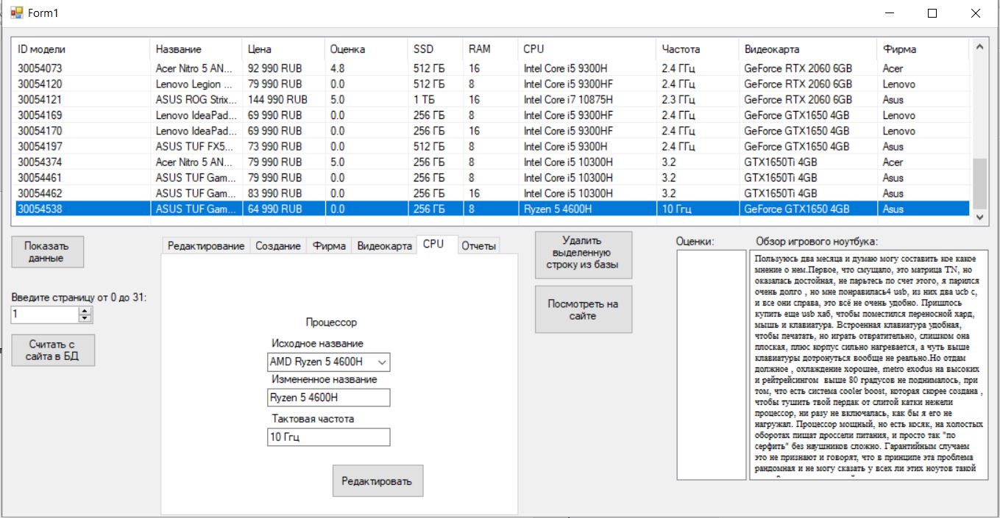 Form1
ID модели Название Цена Оценка SSD RAM CPU Частота Видеокарта Фирма
30054073 Acer Nitro 5 AN... 92 990 RUB 4.8 512 ГБ 16 Intel Core i5 9300H 2.4 ГГц GeForce RTX 2060 6GB Acer
30054120 Lenovo Legion ... 79 990 RUB 0.0 512 ГБ 8 Intel Core i5 9300HF 2.4 ГГц GeForce RTX 2060 6GB Lenovo
30054121 ASUS ROG Strix... 144 990 RUB 5.0 1 ТБ 16 Intel Core i7 10875H 2.3 ГГц GeForce RTX 2060 6GB Asus
30054169 Lenovo IdeaPad... 69 990 RUB 0.0 256 ГБ 8 Intel Core i5 9300HF 2.4 ГГц GeForce GTX1650 4GB Lenovo
30054170 Lenovo IdeaPad... 69 990 RUB 0.0 256 ГБ 16 Intel Core i5 9300HF 2.4 ГГц GeForce GTX1650 4GB Lenovo
30054197 ASUS TUF FX5... 73 990 RUB 0.0 512 ГБ 8 Intel Core i5 9300H 2.4 ГГц GeForce GTX1650 4GB Asus
30054374 Acer Nitro 5 AN... 79 990 RUB 5.0 256 ГБ 8 Intel Core i5 10300H 3.2 GTX1650Ti 4GB Acer
30054461 ASUS TUF Gam... 79 990 RUB 0.0 256 ГБ 8 Intel Core i5 10300H 3.2 GTX1650Ti 4GB Asus
30054462 ASUS TUF Gam... 83 990 RUB 0.0 256 ГБ 16 Intel Core i5 10300H 3.2 GTX1650Ti 4GB Asus
30054538 ASUS TUF Gam... 64 990 RUB 0.0 256 ГБ 8 Ryzen 5 4600H 10 Ггц GeForce GTX1650 4GB Asus
Показать
данные
Введите страницу от 0 до 31:
1
Считать с
сайта в БД
Редактирование Создание Фирма Видеокарта CPU Отчеты
Процессор
Исходное название
AMD Ryzen 5 4600H
Измененное название
Ryzen 5 4600H
Тактовая частота
10 Ггц
Редактировать
Удалить
выделенную
строку из базы
Посмотреть на
сайте
Оценки:
Обзор игрового ноутбука:
Пользуюсь два месяца и думаю могу составить кое какое
мнение о нем.Первое, что смущало, это матрица TN, но
оказалась достойная, не парьтесь по счет этого, я парился
очень долго , но мне понравилась4 usb, из них два ucb c,
и все они справа, это всё не очень удобно. Пришлось
купить еще usb хаб, чтобы поместился переносной хард,
мышь и клавиатура. Встроенная клавиатура удобная,
чтобы печатать, но играть отвратительно, слишком она
плоская, плюс корпус сильно нагревается, а чуть выше
клавиатуры дотронуться вообще не реально.Но отдам
должное , охлаждение хорошее, metro exodus на высоких
и рейтрейсингом выше 80 градусов не поднималось, при
том, что есть система cooler boost, которая скорее создана ,
чтобы тушить твой пердак от слитой катки нежели
процессор, ни разу не включалась, как бы я его не
нагружал. Процессор мощный, но есть косяк, на холостых
оборотах пищат дроссели питания, и просто так "по
серфить" без наушников сложно. Гарантийным случаем
это не признают и говорят, что в принципе эта проблема
рандомная и не могу сказать у всех ли этих ноутов такой